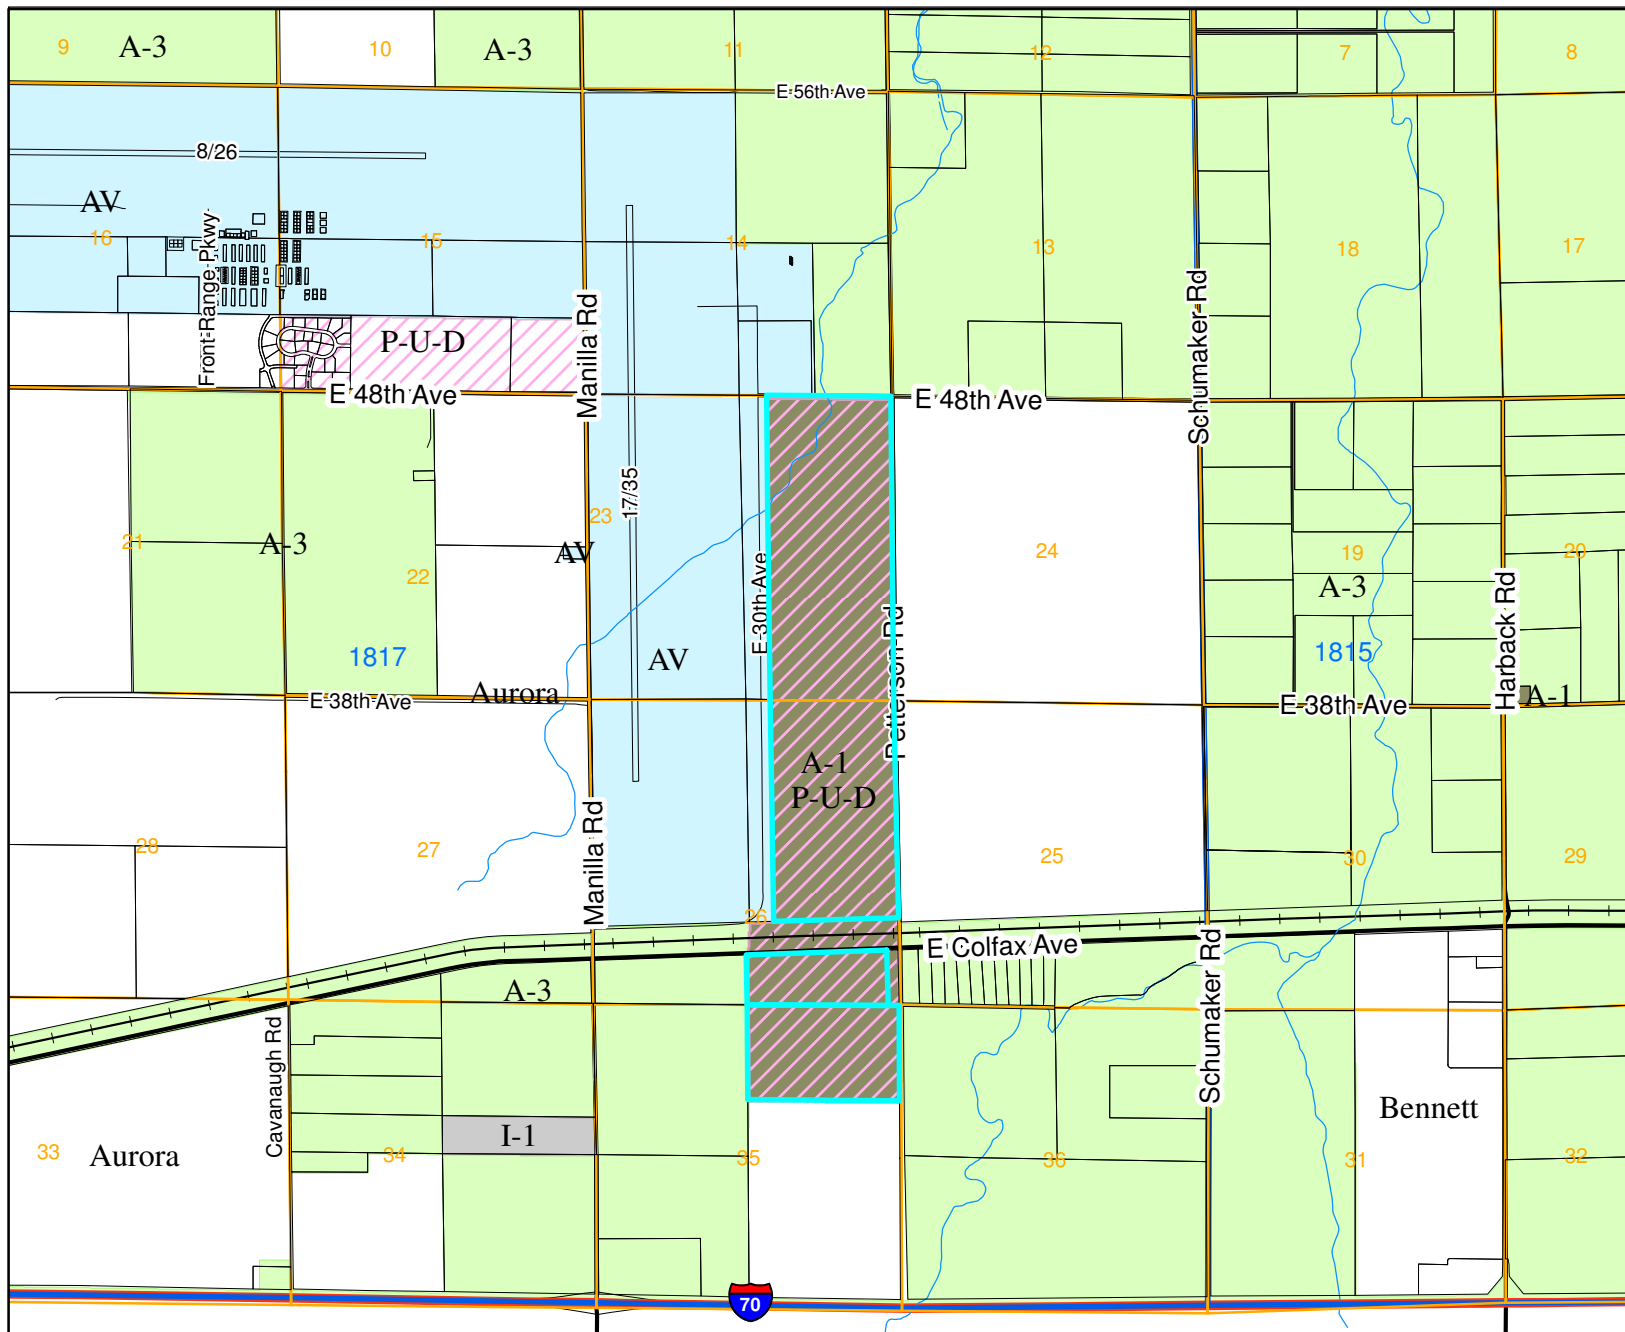 9
A-3
10
A-3
11
12
7
8
E 56th Ave
8/26
AV
16
Front Range Pkwy
15
14
13
18
17
Manilla Rd
Schumaker Rd
P-U-D
E 48th Ave
E 48th Ave
17/35
23
21
A-3
22
AV
E 30th Ave
24
19
20
A-3
Petterson Rd
Harback Rd
1817
AV
1815
Aurora
E 38th Ave
E 38th Ave
A-1
A-1
P-U-D
28
27
Manilla Rd
25
30
29
26
E Colfax Ave
A-3
Schumaker Rd
Cavanaugh Rd
Bennett
I-1
33
Aurora
34
35
36
31
32
70